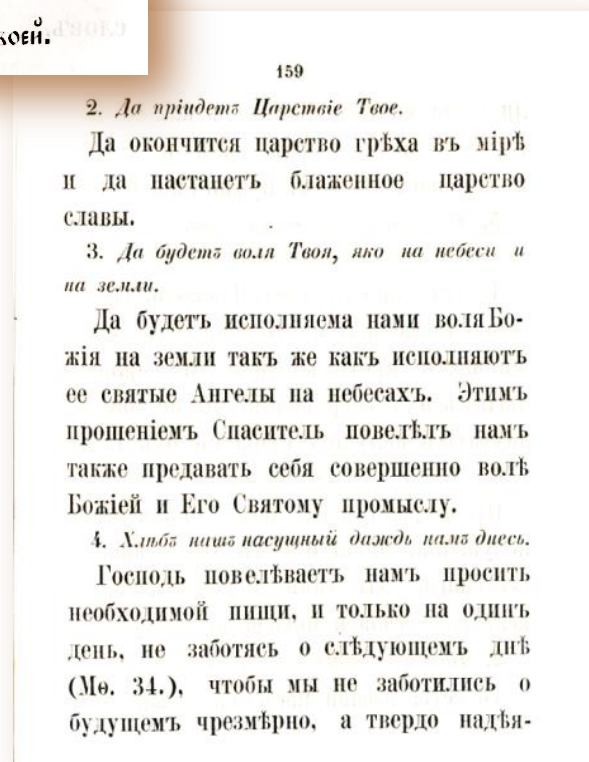 коей.
159
2. Да пріидетъ Царствіе Твое.
Да окончится царство грѣха въ мірѣ
и да настанетъ блаженное царство
славы.
3. Да будетъ воля Твоя, яко на небеси и
на земли.
Да будетъ исполняема нами воля Бо-
жія на земли такъ же какъ исполняютъ
ее святые Ангелы на небесахъ. Этимъ
прошеніемъ Спаситель повелѣлъ намъ
также предавать себя совершенно волѣ
Божіей и Его Святому промыслу.
4. Хлѣбъ нашъ насущный даждь намъ днесь.
Господь повелѣваетъ намъ просить
необходимой пищи, и только на одинъ
день, не заботясь о слѣдующемъ днѣ
(Мѳ. 34.), чтобы мы не заботились о
будущемъ чрезмѣрно, а твердо надѣя-